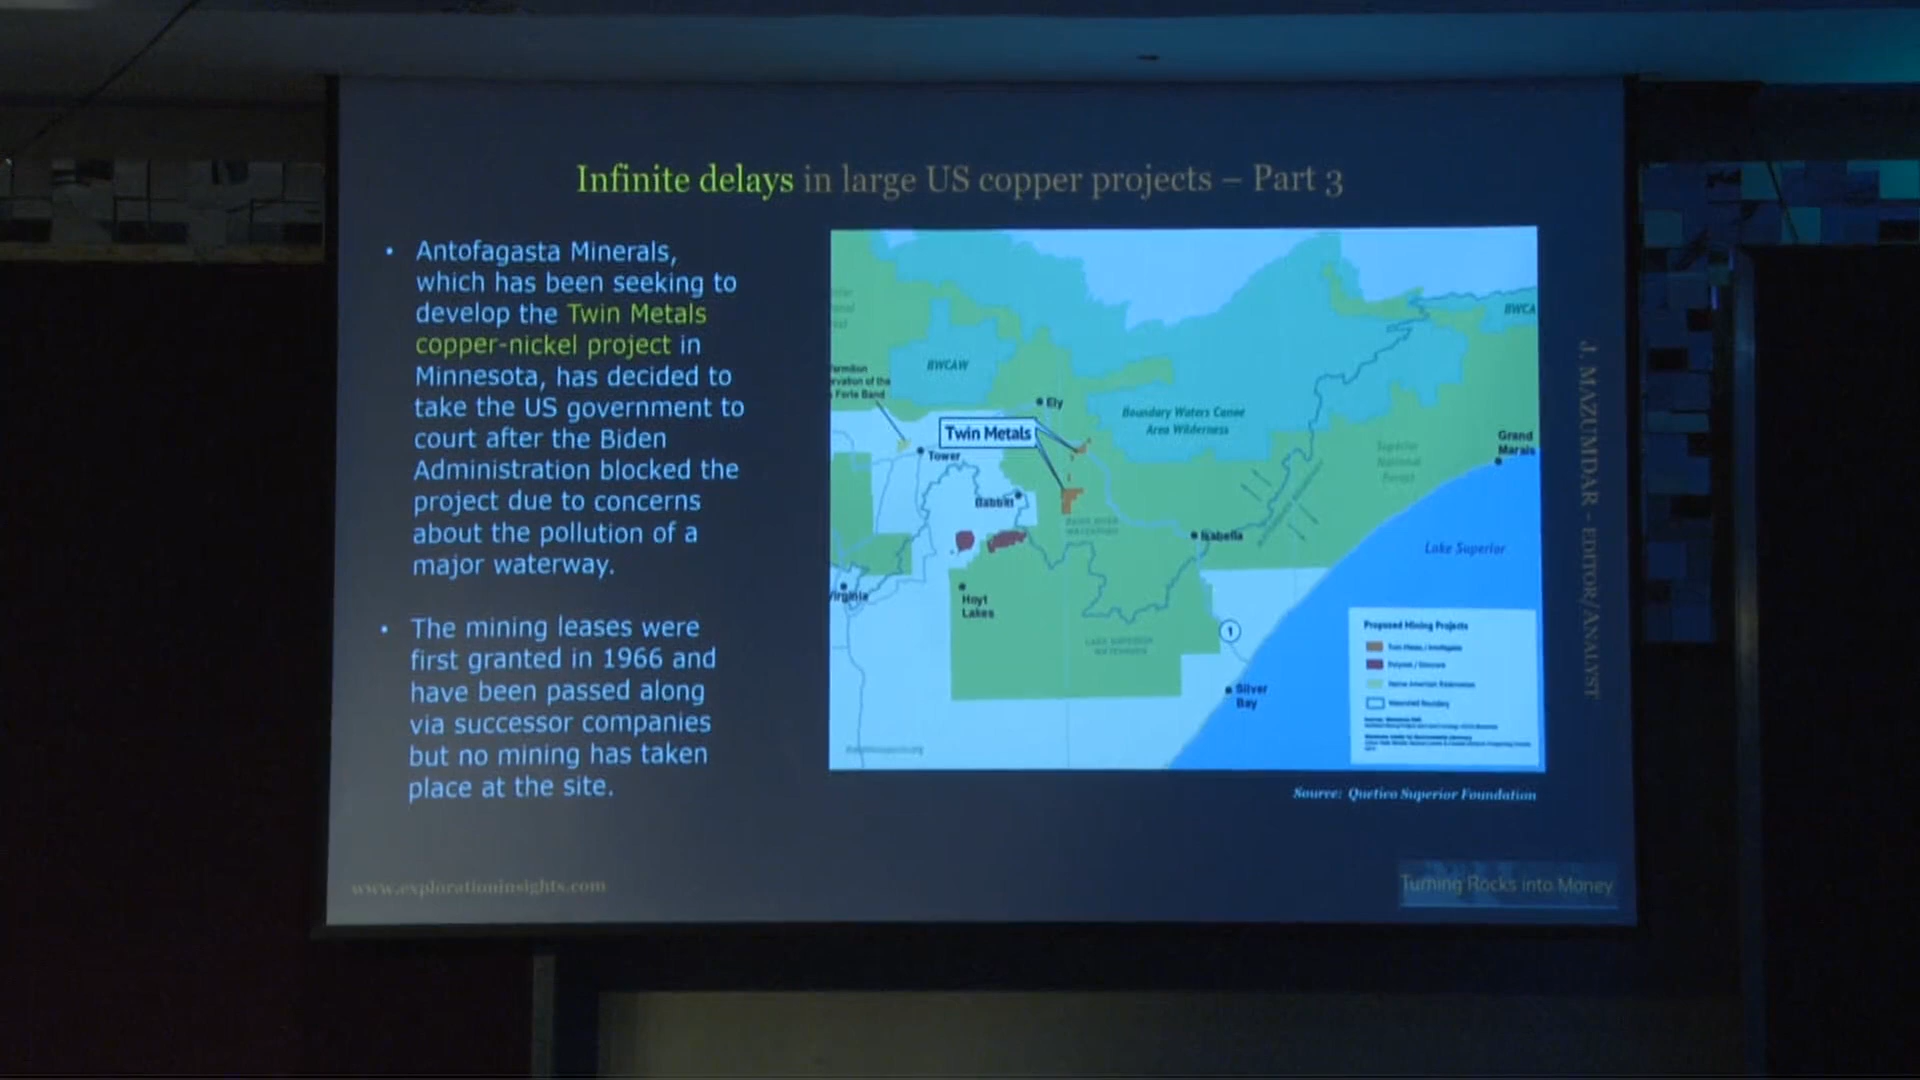 Infinite delays in large US copper projects – Part 3
• Antofagasta Minerals,
which has been seeking to
develop the Twin Metals
copper-nickel project in
Minnesota, has decided to
take the US government to
court after the Biden
Administration blocked the
project due to concerns
about the pollution of a
major waterway.
• The mining leases were
first granted in 1966 and
have been passed along
via successor companies
but no mining has taken
place at the site.
BWCA
BWCAW
Ely
Boundary Waters Canoe
Area Wilderness
Twin Metals
Tower
Babbitt
Superior
National
Forest
Grand
Marais
Isabella
Lake Superior
Virginia
Hoyt
Lakes
1
Silver
Bay
Proposed Mining Projects
Watershed Boundary
Source: Quetico Superior Foundation
J. MAZUMDAR - EDITOR/ANALYST
www.explorationinsights.com
Turning Rocks into Money